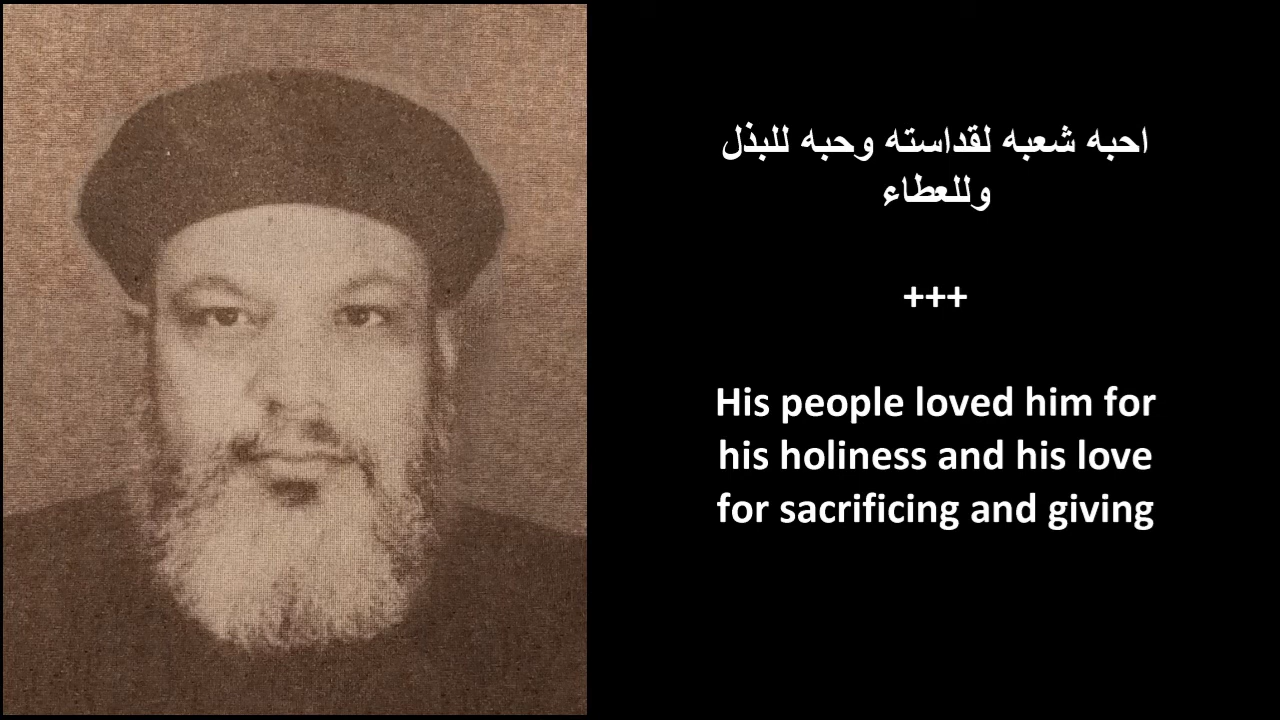 احبه شعبه لقداسته وحبه للبذل
وللعطاء
+++
His people loved him for
his holiness and his love
for sacrificing and giving